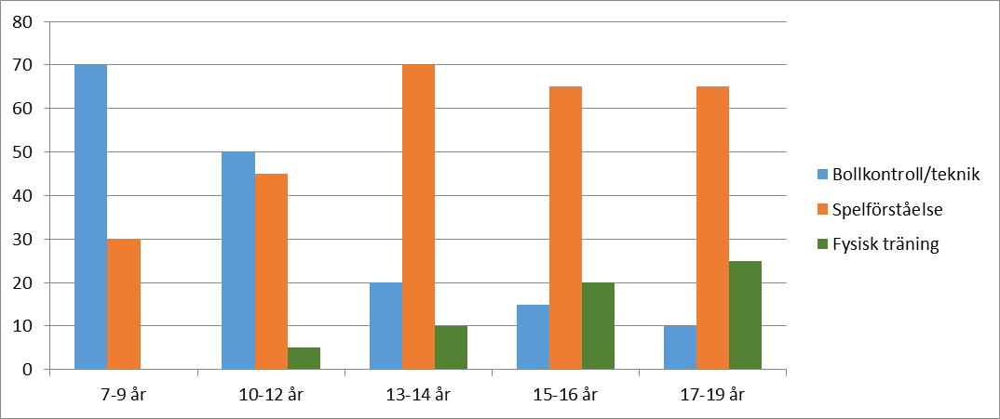 80
70
60
50
40
30
20
10
0
7-9 år
10-12 år
13-14 år
15-16 år
17-19 år
Bollkontroll/teknik
Spelförståelse
Fysisk träning